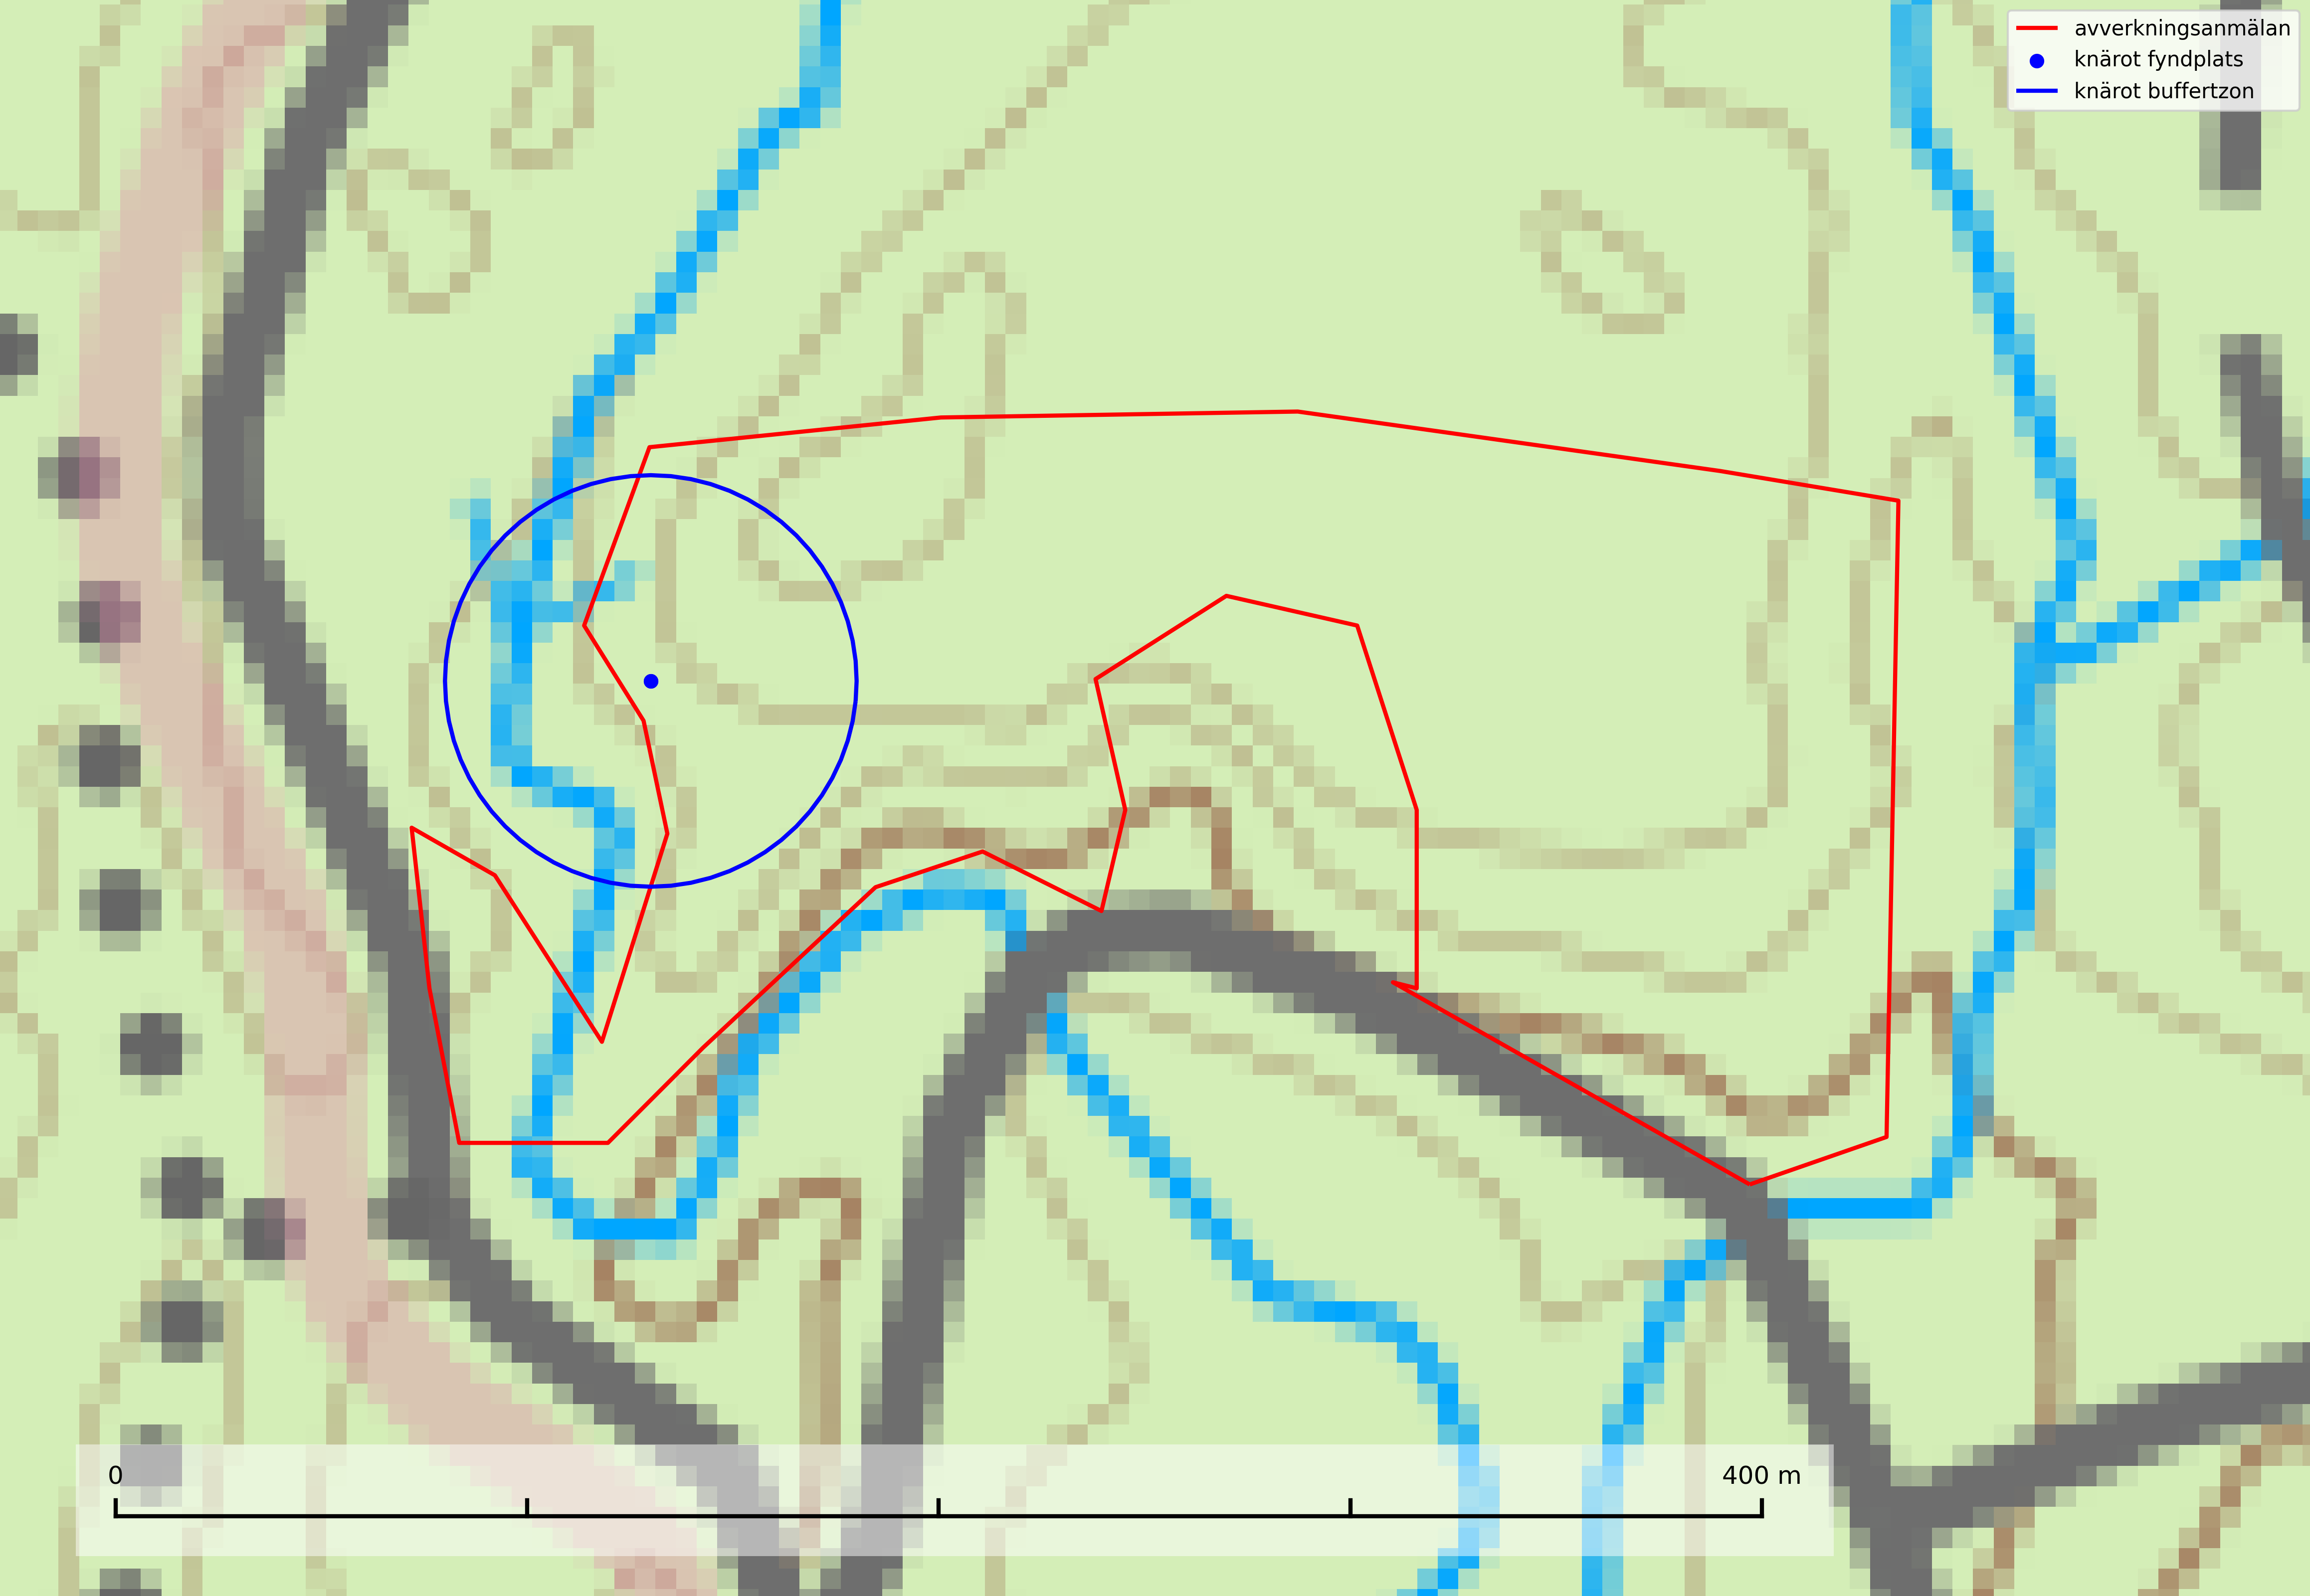 avverkningsanmälan
knärot fyndplats
knärot buffertzon
0
400 m